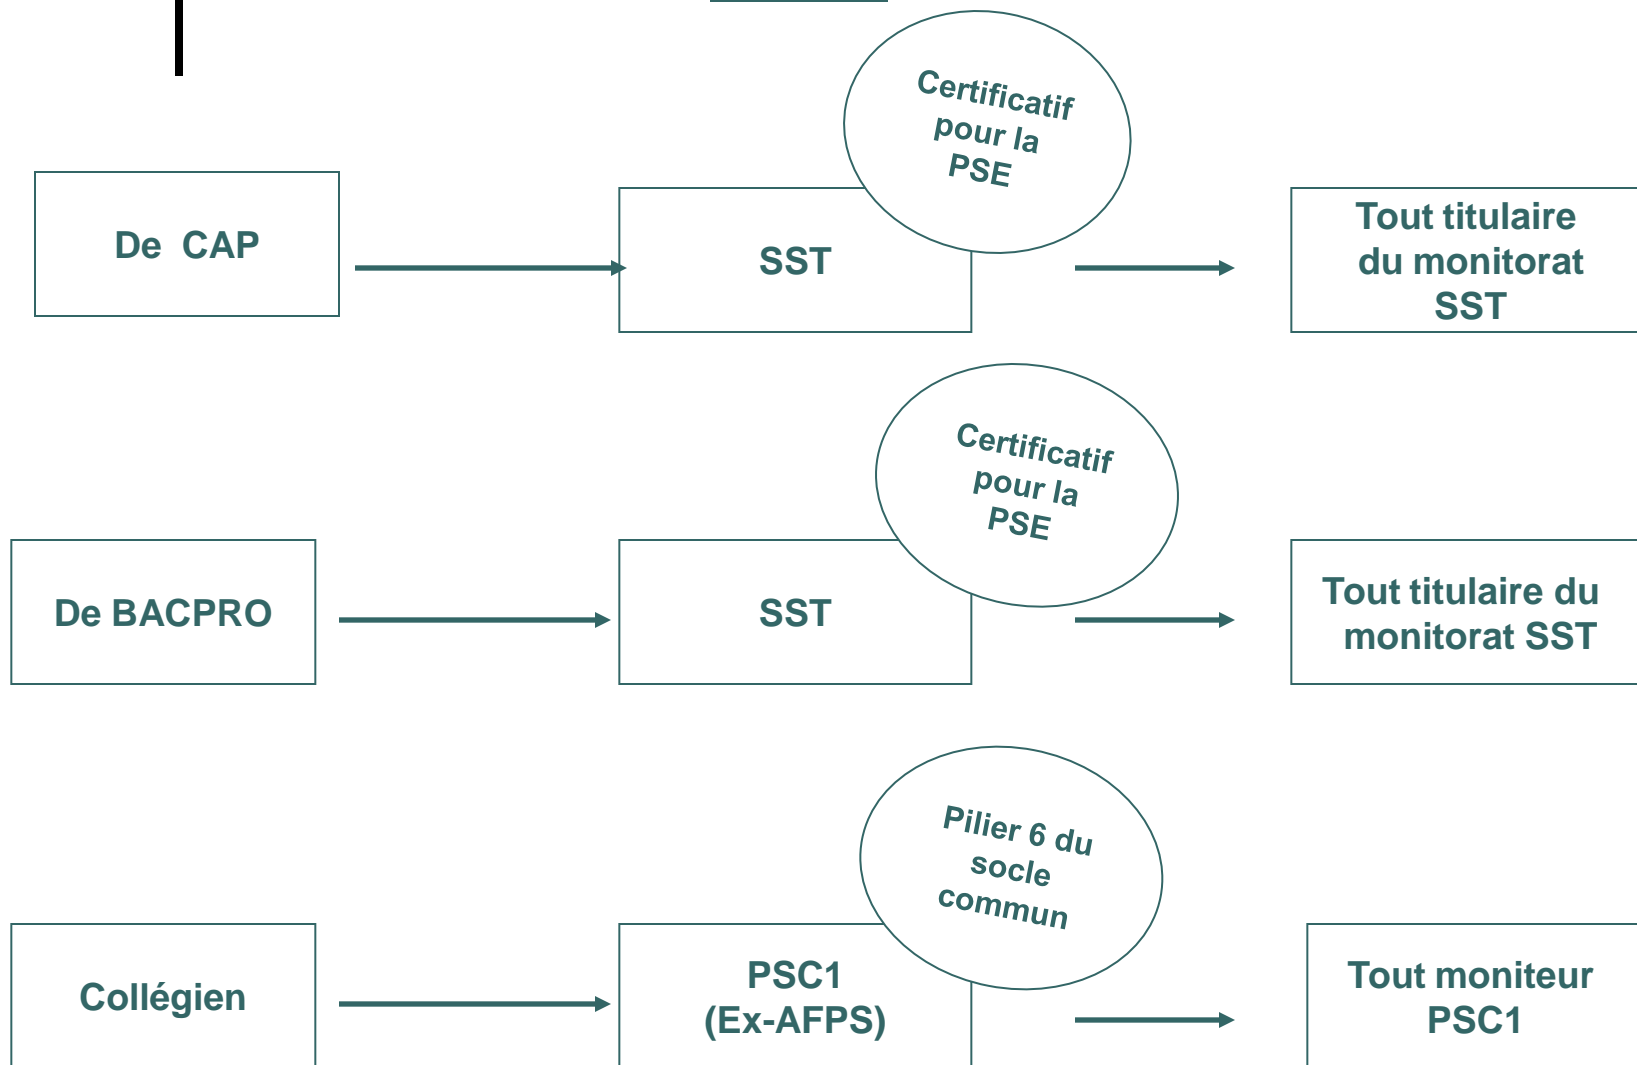 Certificatif
pour la
PSE
De CAP
SST
Tout titulaire
du monitorat
SST
Certificatif
pour la
PSE
De BACPRO
SST
Tout titulaire du
monitorat SST
Pilier 6 du
socle
commun
Collégien
PSC1
(Ex-AFPS)
Tout moniteur
PSC1